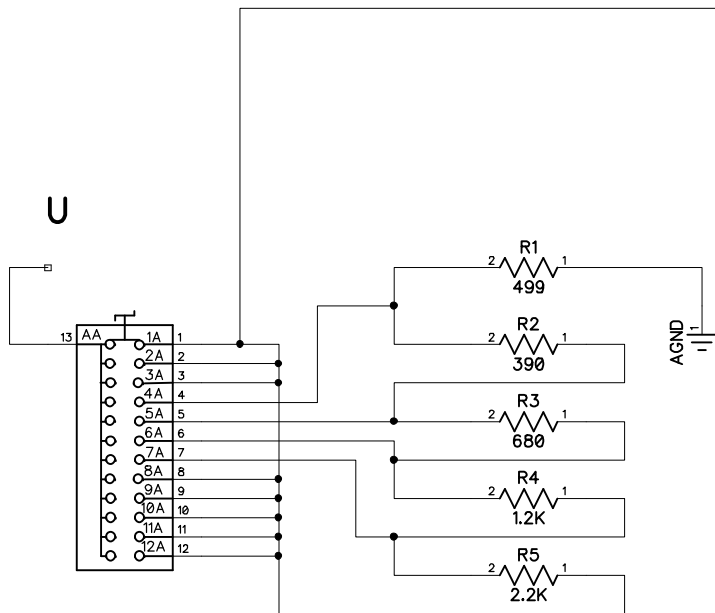 U
R1
2 1
499
13 AA 1A 1
2A 2
3A 3
4A 4
5A 5
6A 6
7A 7
8A 8
9A 9
10A 10
11A 11
12A 12
R2
2 1
390
AGND 1
R3
2 1
680
R4
2 1
1.2K
R5
2 1
2.2K